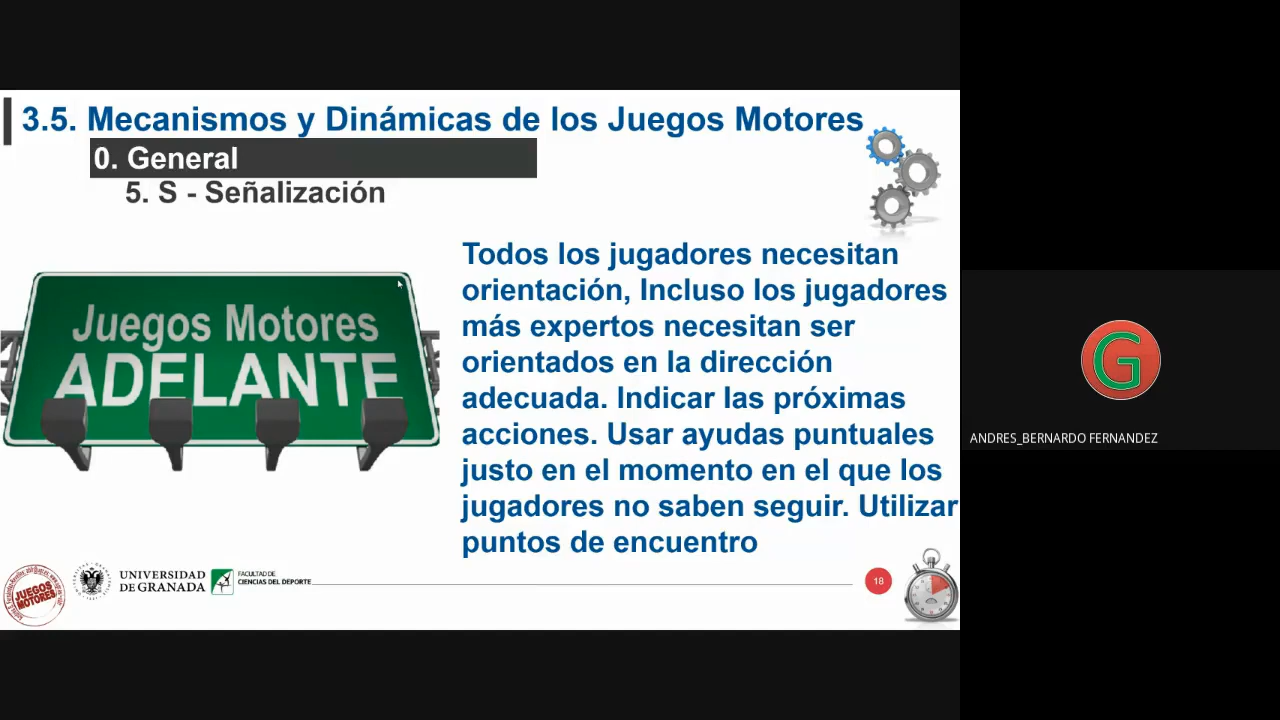 3.5. Mecanismos y Dinámicas de los Juegos Motores
0. General
5. S - Señalización
Juegos Motores
ADELANTE
Todos los jugadores necesitan
orientación, Incluso los jugadores
más expertos necesitan ser
orientados en la dirección
adecuada. Indicar las próximas
acciones. Usar ayudas puntuales
justo en el momento en el que los
jugadores no saben seguir. Utilizar
puntos de encuentro
JUEGOS
MOTORES
UNIVERSIDAD
DE GRANADA
FACULTAD DE
CIENCIAS DEL DEPORTE
18
G
ANDRES_BERNARDO FERNANDEZ